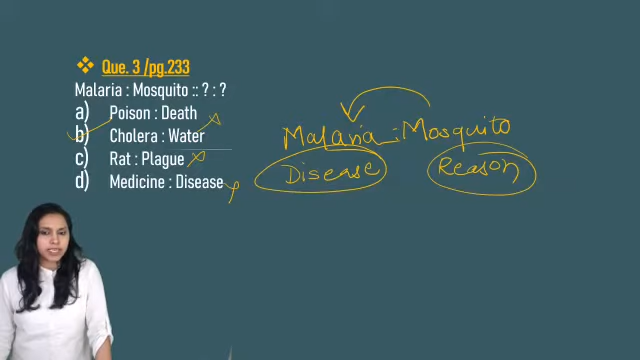 Que. 3 /pg.233
Malaria : Mosquito :: ? : ?
a) Poison : Death
b) Cholera : Water
c) Rat : Plague
d) Medicine : Disease
Malaria : Mosquito
Disease Reason